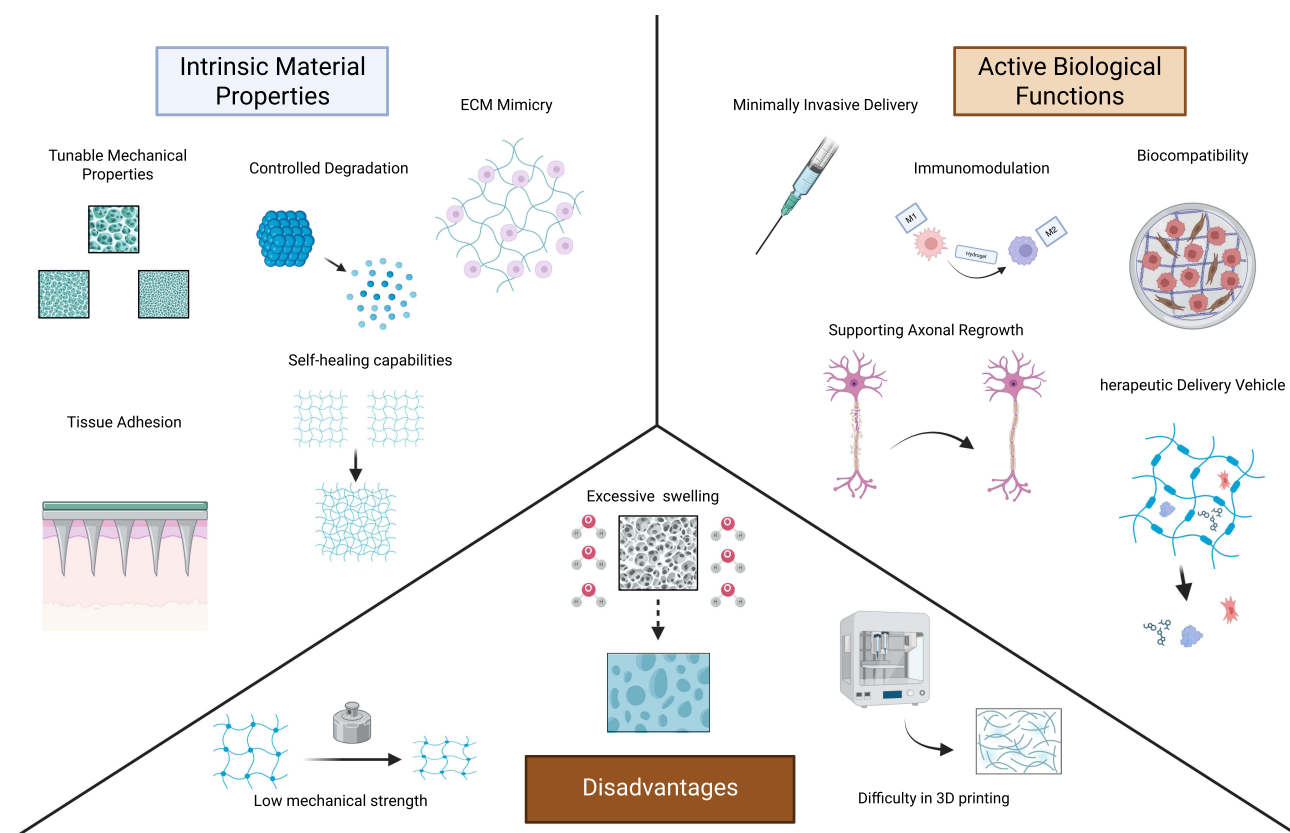 Intrinsic Material
Properties
ECM Mimicry
Tunable Mechanical
Properties
Controlled Degradation
Self-healing capabilities
Tissue Adhesion
Active Biological
Functions
Minimally Invasive Delivery
Immunomodulation
M1
Hydrogel
M2
Biocompatibility
Supporting Axonal Regrowth
herapeutic Delivery Vehicle
Excessive swelling
O O
H H H H
O O
H H H H
O O
H H H H
Low mechanical strength
Disadvantages
Difficulty in 3D printing